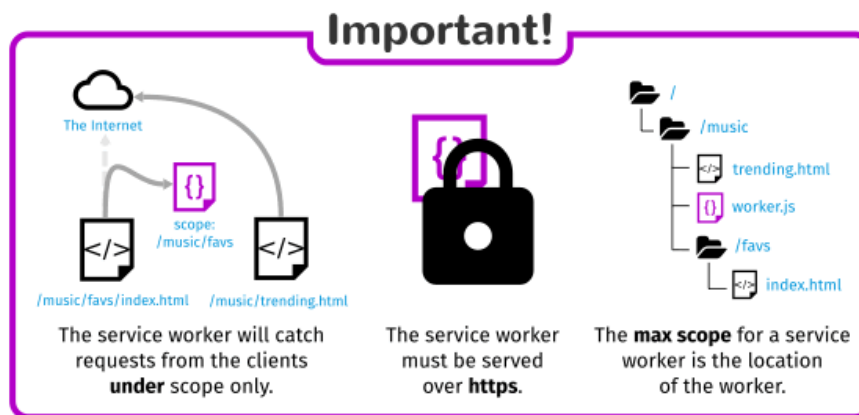 Important!
The Internet
{}
scope:
/music/favs
</>
</>
/music/favs/index.html
/music/trending.html
The service worker will catch
requests from the clients
under scope only.
{}
The service worker
must be served
over https.
/
/music
</> trending.html
{} worker.js
/favs
</> index.html
The max scope for a service
worker is the location
of the worker.